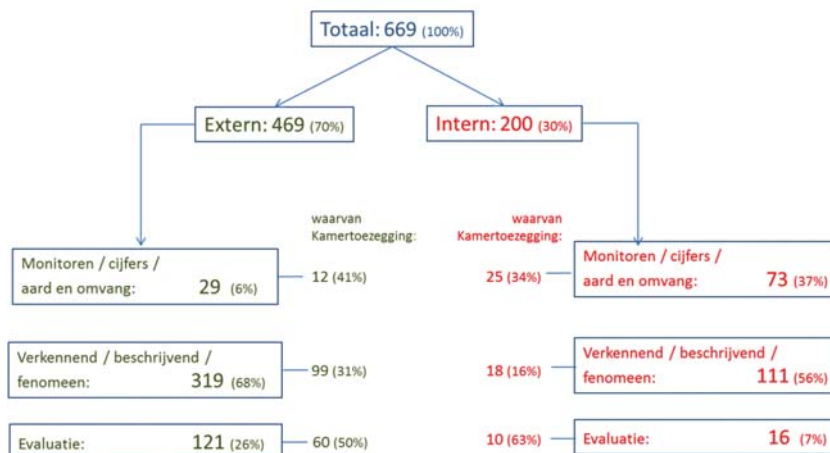 Totaal: 669 (100%)
Extern: 469 (70%)
Intern: 200 (30%)
waarvan
Kamertoezegging:
waarvan
Kamertoezegging:
Monitoren / cijfers /
aard en omvang: 29 (6%)
12 (41%)
25 (34%)
Monitoren / cijfers /
aard en omvang: 73 (37%)
Verkennend / beschrijvend /
fenomeen: 319 (68%)
99 (31%)
18 (16%)
Verkennend / beschrijvend /
fenomeen: 111 (56%)
Evaluatie: 121 (26%)
60 (50%)
10 (63%)
Evaluatie: 16 (7%)